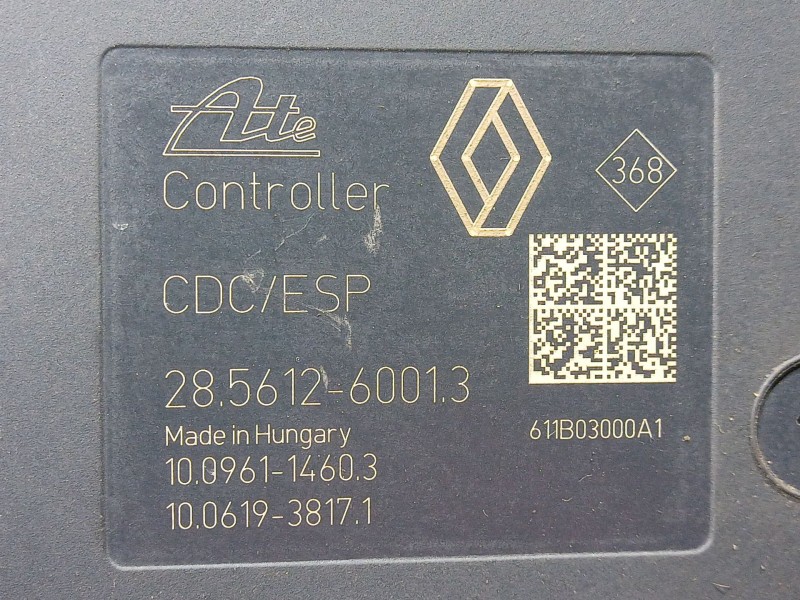 Ate
368
Controller
CDC/ESP
28.5612-6001.3
Made in Hungary
611B03000A1
10.0961-1460.3
10.0619-3817.1